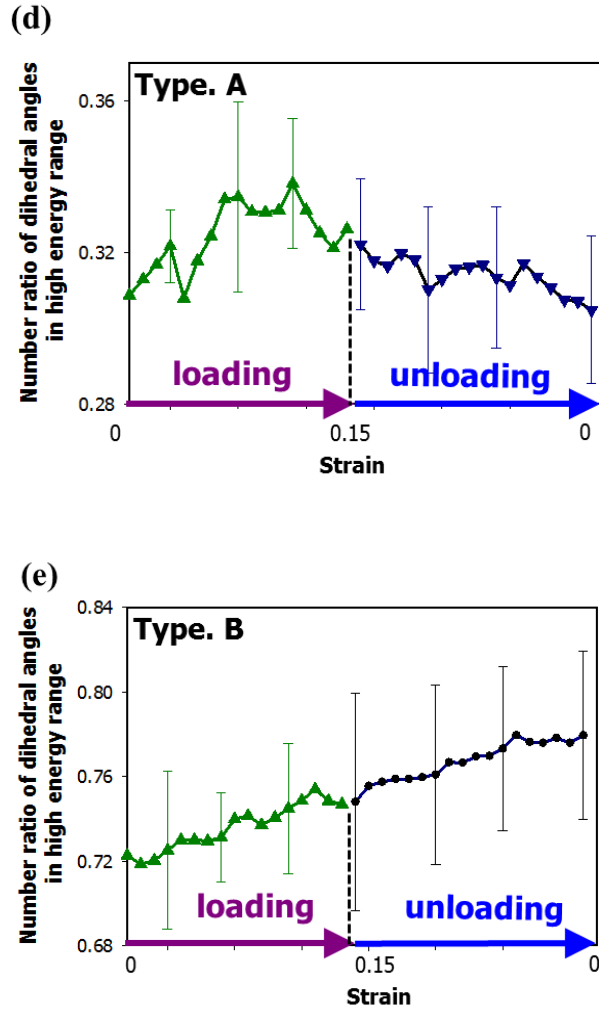 (d)
Type. A
Number ratio of dihedral angles
in high energy range
0.36
0.32
0.28
loading
unloading
0
0.15
0
Strain
(e)
Type. B
Number ratio of dihedral angles
in high energy range
0.84
0.80
0.76
0.72
0.68
loading
unloading
0
0.15
0
Strain